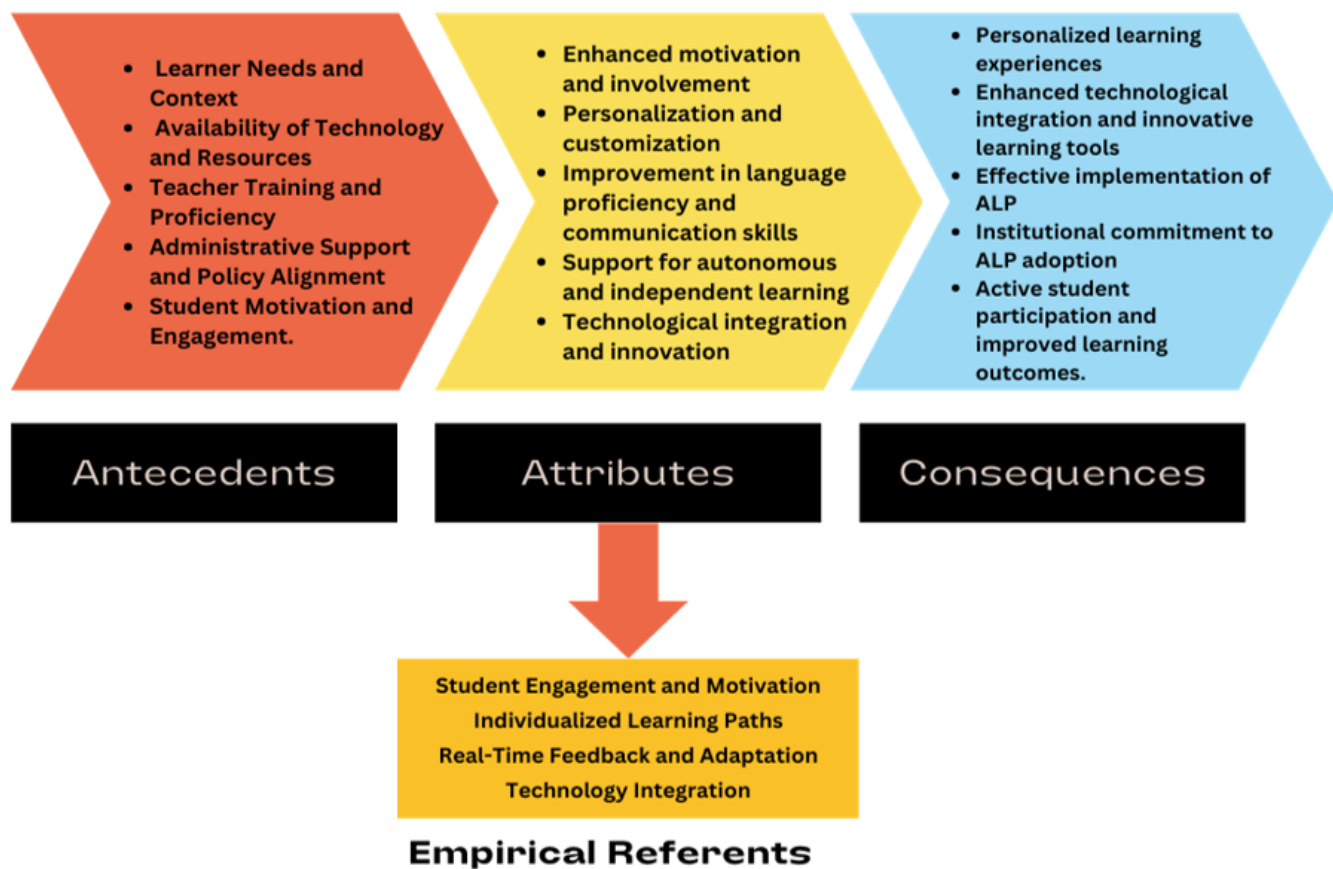 • Learner Needs and
Context
• Availability of Technology
and Resources
• Teacher Training and
Proficiency
• Administrative Support
and Policy Alignment
• Student Motivation and
Engagement.
• Enhanced motivation
and involvement
• Personalization and
customization
• Improvement in language
proficiency and
communication skills
• Support for autonomous
and independent learning
• Technological integration
and innovation
• Personalized learning
experiences
• Enhanced technological
integration and innovative
learning tools
• Effective implementation of
ALP
• Institutional commitment to
ALP adoption
• Active student
participation and
improved learning
outcomes.
Antecedents
Attributes
Consequences
Student Engagement and Motivation
Individualized Learning Paths
Real-Time Feedback and Adaptation
Technology Integration
Empirical Referents